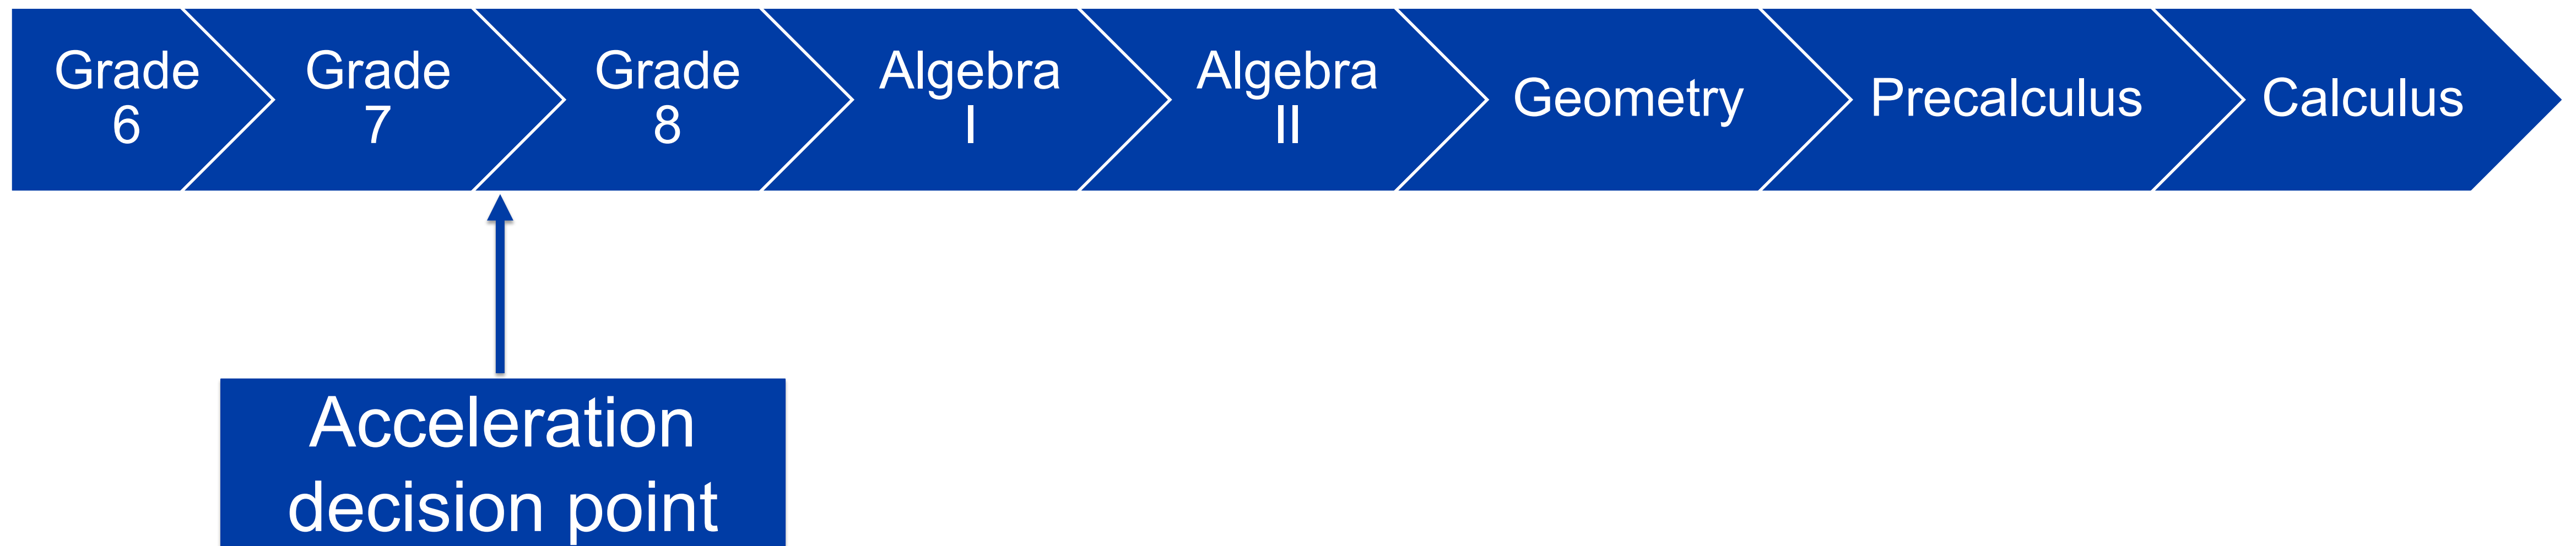 Grade
6
Grade
7
Grade
8
Algebra
I
Algebra
II
Geometry
Precalculus
Calculus
Acceleration
decision point